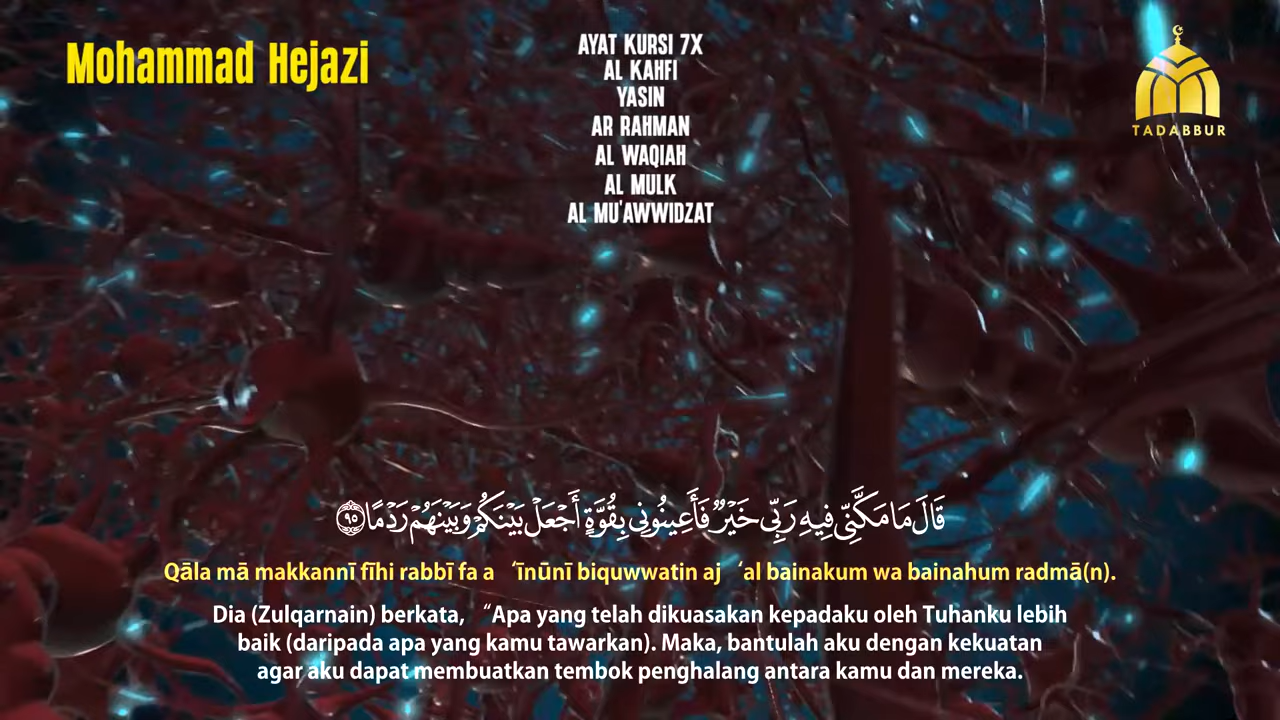 Mohammad Hejazi
AYAT KURSI 7X
AL KAHFI
YASIN
AR RAHMAN
AL WAQIAH
AL MULK
AL MU'AWWIDZAT
TADABBUR
قَالَ مَا مَكَّنِّي فِيهِ رَبِّي خَيْرٌ فَأَعِينُونِي بِقُوَّةٍ أَجْعَلْ بَيْنَكُمْ وَبَيْنَهُمْ رَدْمًا ٩٥
Qāla mā makkannī fīhi rabbī fa a ‘īnūnī biquwwatin aj ‘al bainakum wa bainahum radmā(n).
Dia (Zulqarnain) berkata, “Apa yang telah dikuasakan kepadaku oleh Tuhanku lebih
baik (daripada apa yang kamu tawarkan). Maka, bantulah aku dengan kekuatan
agar aku dapat membuatkan tembok penghalang antara kamu dan mereka.